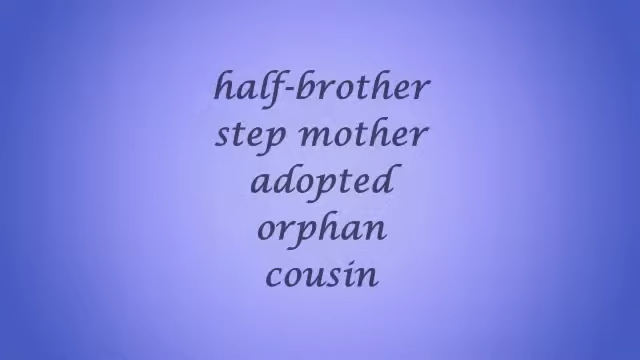 half-brother
step mother
adopted
orphan
cousin